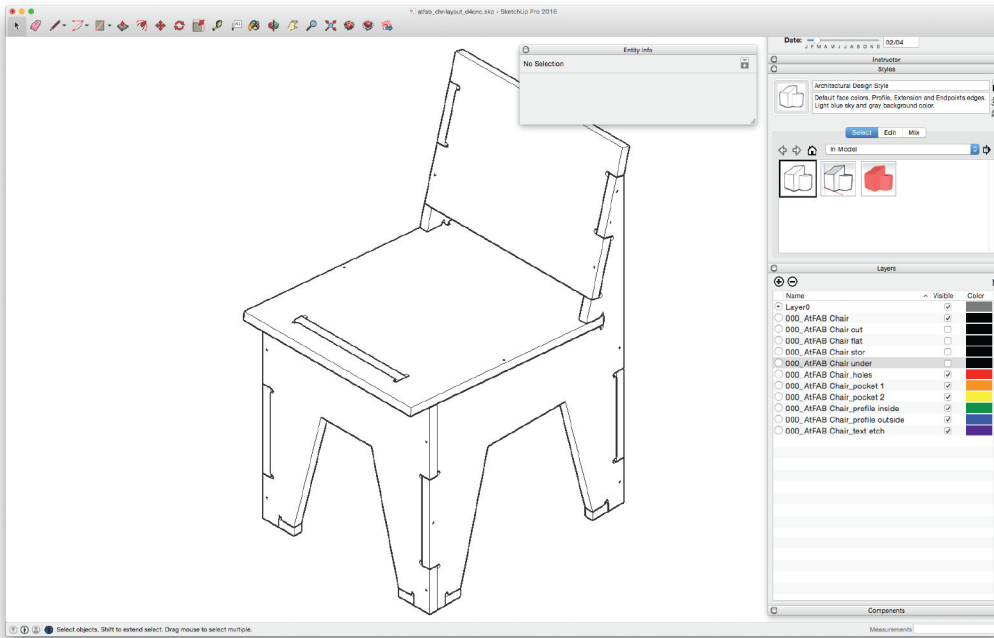 atfab_chr-layout_d4cnc.skp - SketchUp Pro 2016
A1
Entity Info
No Selection
Date:
J F M A M J J A S O N D
02/04
Instructor
Styles
Architectural Design Style
Default face colors. Profile, Extension and Endpoints edges.
Light blue sky and gray background color.
Select Edit Mix
In Model
Layers
Name Visible Color
Layer0
000_AtFAB Chair
000_AtFAB Chair cut
000_AtFAB Chair flat
000_AtFAB Chair stor
000_AtFAB Chair under
000_AtFAB Chair_holes
000_AtFAB Chair_pocket 1
000_AtFAB Chair_pocket 2
000_AtFAB Chair_profile inside
000_AtFAB Chair_profile outside
000_AtFAB Chair_text etch
Components
Select objects. Shift to extend select. Drag mouse to select multiple.
Measurements